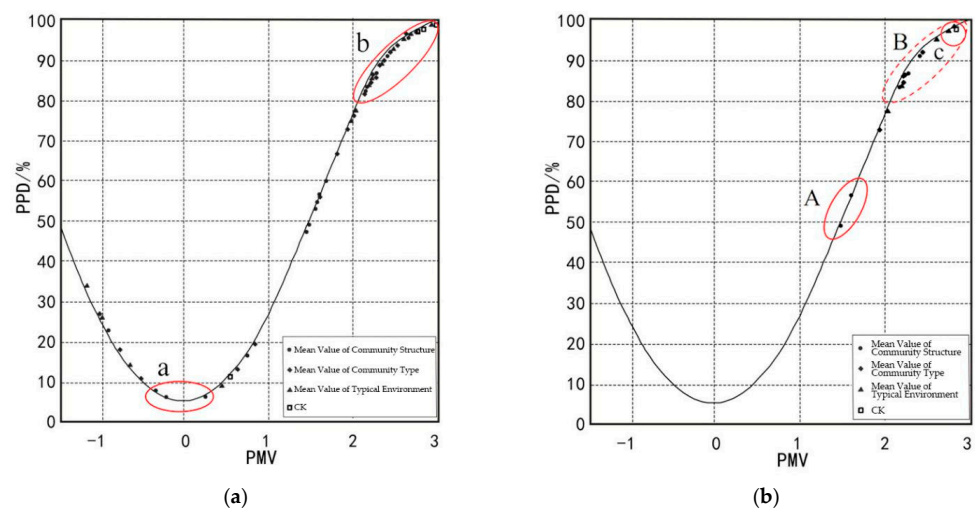 (a)
100
90
80
70
60
50
40
30
20
10
0
PPD/%
b
a
Mean Value of Community Structure
Mean Value of Community Type
Mean Value of Typical Environment
CK
-1
0
1
2
3
PMV
(b)
100
90
80
70
60
50
40
30
20
10
0
PPD/%
B
c
A
Mean Value of
Community Structure
Mean Value of
Community Type
Mean Value of
Typical Environment
CK
-1
0
1
2
3
PMV
(a)
(b)